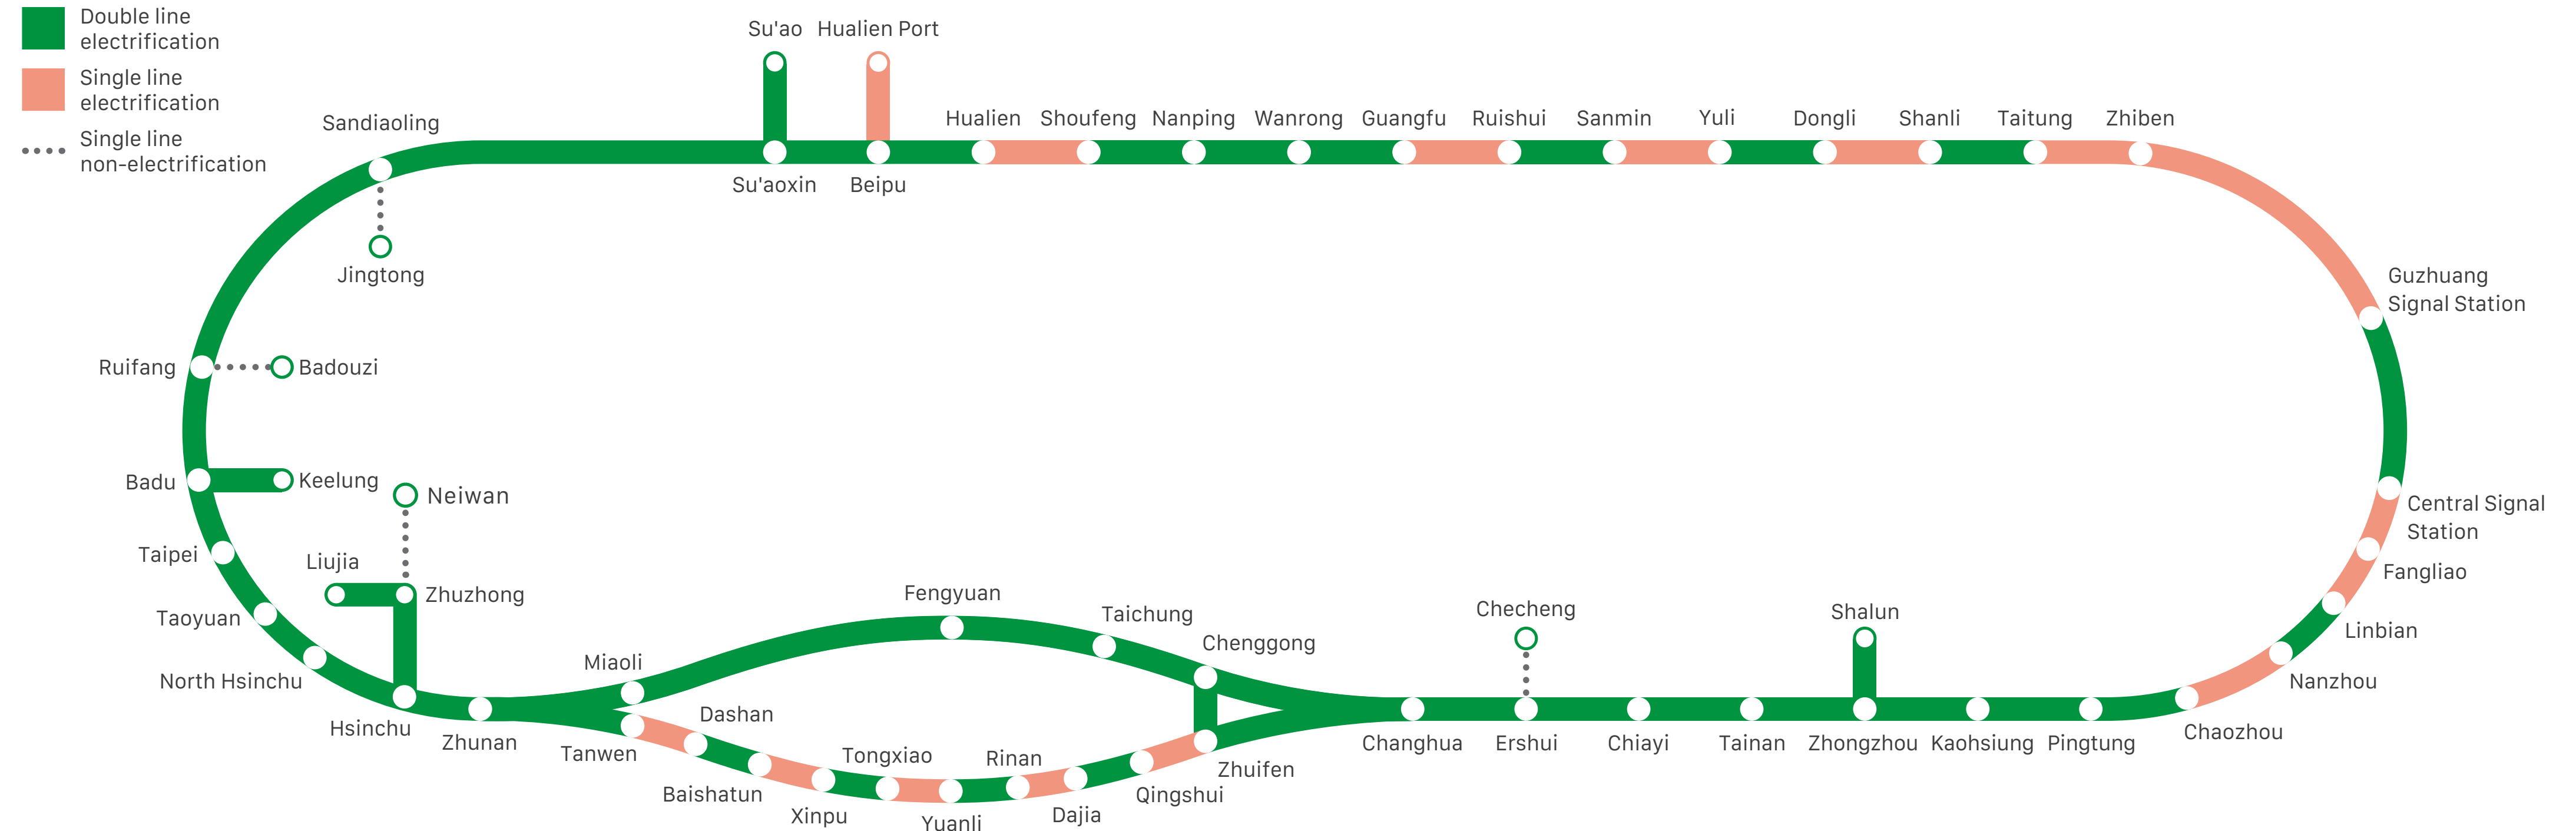 Double line
electrification
Single line
electrification
Single line
non-electrification
Su'ao
Hualien Port
Sandiaoling
Hualien
Shoufeng
Nanping
Wanrong
Guangfu
Ruishui
Sanmin
Yuli
Dongli
Shanli
Taitung
Zhiben
Su'aoxin
Beipu
Jingtong
Guzhuang
Signal Station
Ruifang
Badouzi
Badu
Keelung
Neiwan
Central Signal
Station
Taipei
Liujia
Zhuzhong
Fangliao
Taoyuan
Fengyuan
Taichung
Chenggong
Checheng
Shalun
Linbian
North Hsinchu
Miaoli
Nanzhou
Hsinchu
Zhunan
Tanwen
Dashan
Changhua
Ershui
Chiayi
Tainan
Zhongzhou
Kaohsiung
Pingtung
Chaozhou
Tongxiao
Rinan
Zhuifen
Baishatun
Qingshui
Xinpu
Yuanli
Dajia